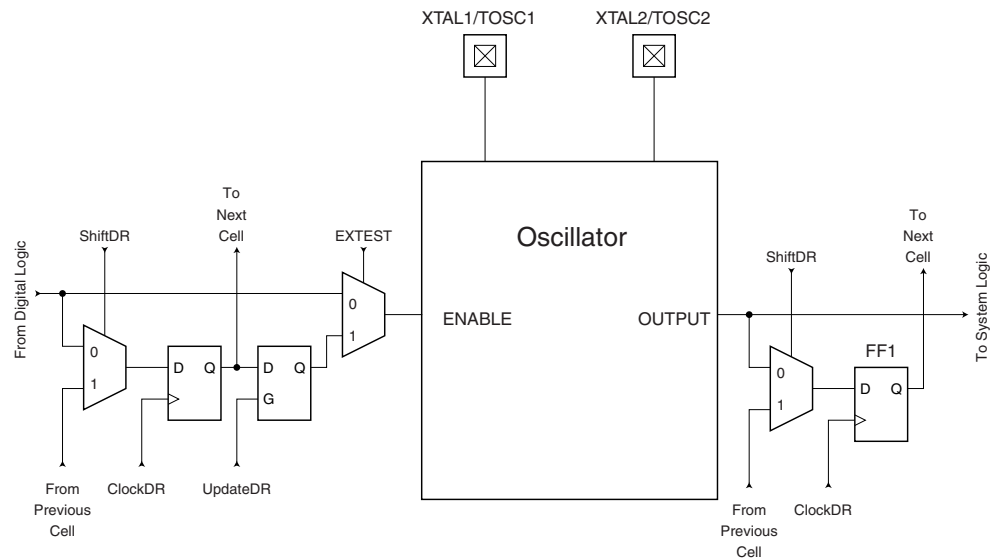 XTAL1/TOSC1
XTAL2/TOSC2
To
Next
Cell
ShiftDR
EXTEST
From Digital Logic
0
1
D Q
D Q
G
0
1
From
Previous
Cell
ClockDR
UpdateDR
Oscillator
ENABLE
OUTPUT
To
Next
Cell
ShiftDR
FF1
To System Logic
0
1
D Q
From
Previous
Cell
ClockDR